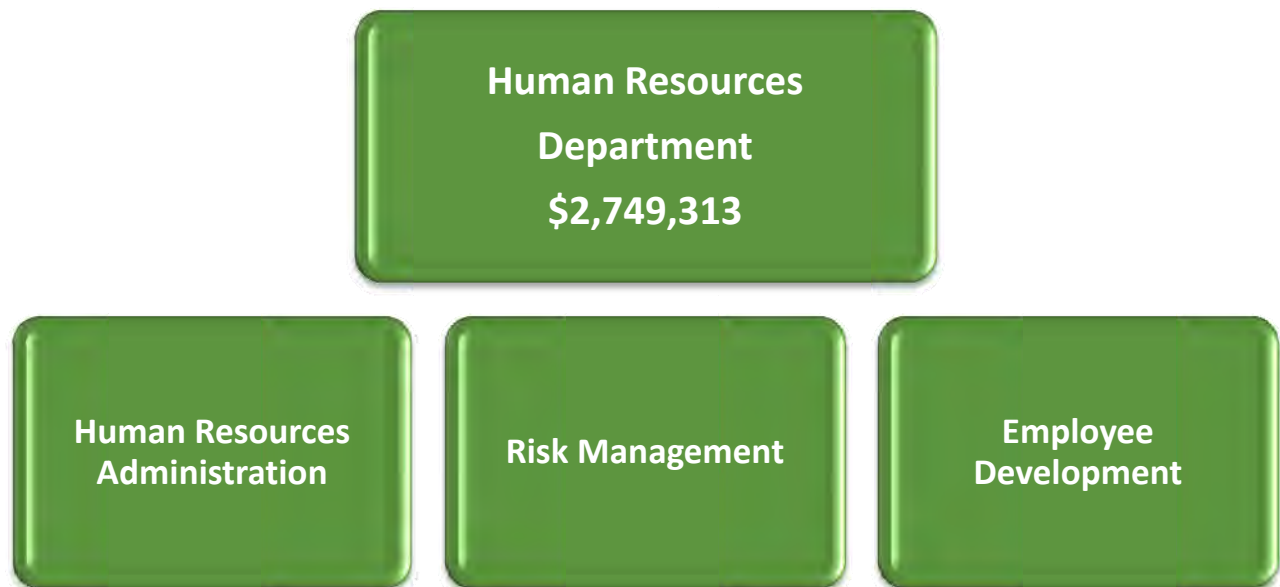 Human Resources
Department
$2,749,313
Human Resources
Administration
Risk Management
Employee
Development